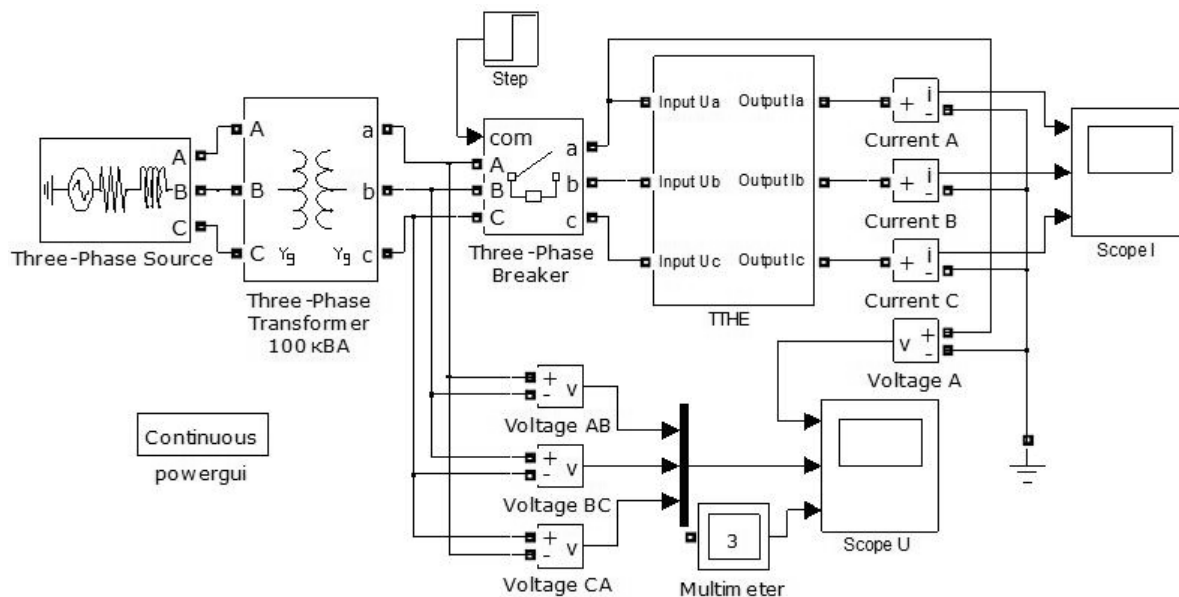 Step
A
B
C
Three-Phase Source
A
B
C
a
b
c
Yg Yg
Three-Phase
Transformer
100 кВА
com
A
B
C
a
b
c
Three-Phase
Breaker
Input Ua Output Ia
Input Ub Output Ib
Input Uc Output Ic
TTHE
+ i -
Current A
+ i -
Current B
+ i -
Current C
Scope I
v + -
Voltage A
+ - v
Voltage AB
+ - v
Voltage BC
+ - v
Voltage CA
Continuous
powergui
3
Multimeter
Scope U